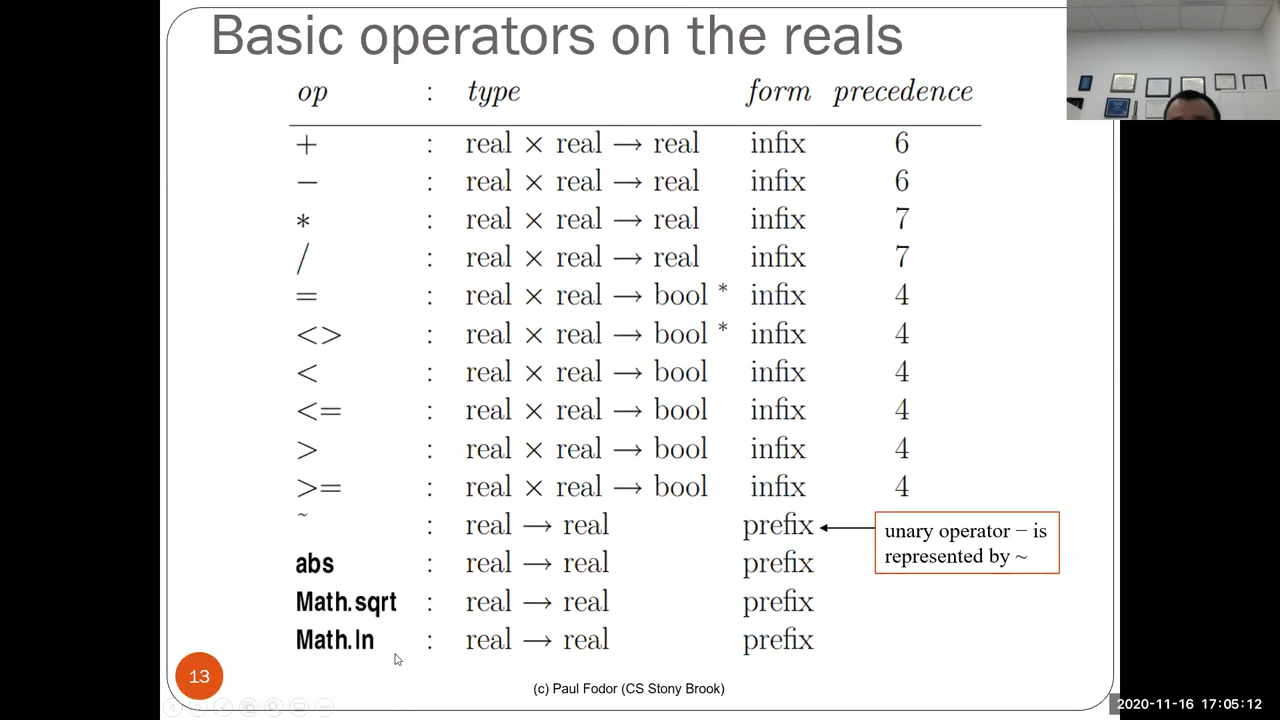 Basic operators on the reals
op : type form precedence
+ : real × real → real infix 6
− : real × real → real infix 6
* : real × real → real infix 7
/ : real × real → real infix 7
= : real × real → bool * infix 4
<> : real × real → bool * infix 4
< : real × real → bool infix 4
<= : real × real → bool infix 4
> : real × real → bool infix 4
>= : real × real → bool infix 4
~ : real → real prefix
unary operator − is
represented by ~
abs : real → real prefix
Math.sqrt : real → real prefix
Math.ln : real → real prefix
13
(c) Paul Fodor (CS Stony Brook)
2020-11-16 17:05:12